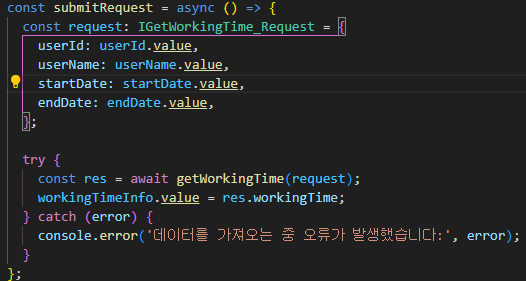 const submitRequest = async () => {
  const request: IGetWorkingTime_Request = {
    userId: userId.value,
    userName: userName.value,
    startDate: startDate.value,
    endDate: endDate.value,
  };

  try {
    const res = await getWorkingTime(request);
    workingTimeInfo.value = res.workingTime;
  } catch (error) {
    console.error('데이터를 가져오는 중 오류가 발생했습니다:', error);
  }
};